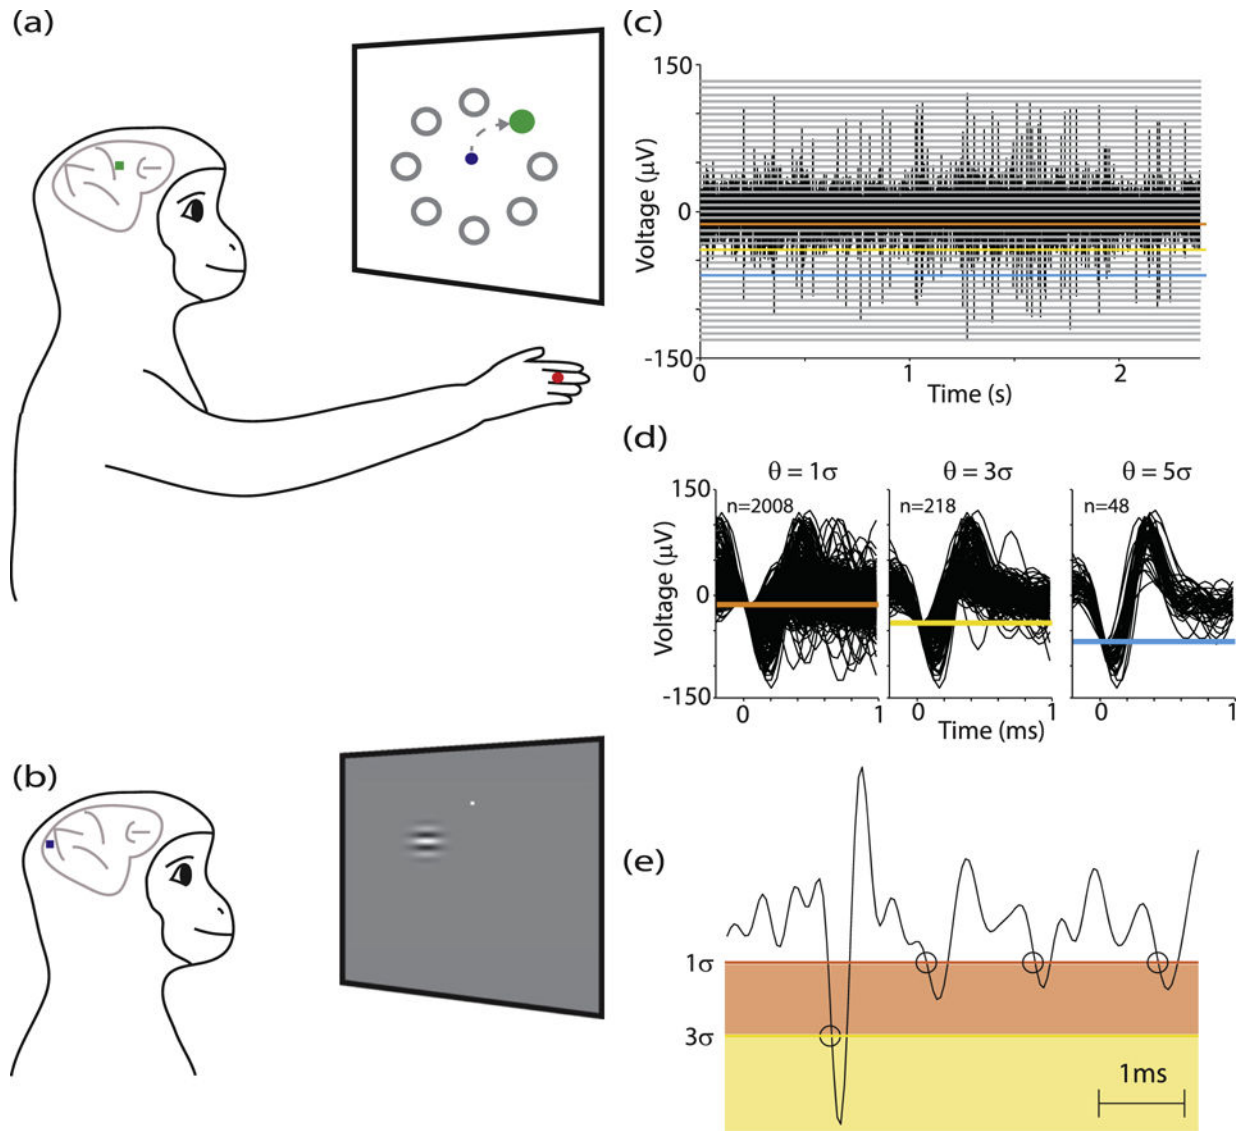 (a)
(c)
150
0
-150
Voltage (μV)
0
1
2
Time (s)
(d)
θ = 1σ
θ = 3σ
θ = 5σ
150
0
-150
Voltage (μV)
n=2008
n=218
n=48
0
1
0
1
0
1
Time (ms)
(b)
(e)
1σ
3σ
1ms